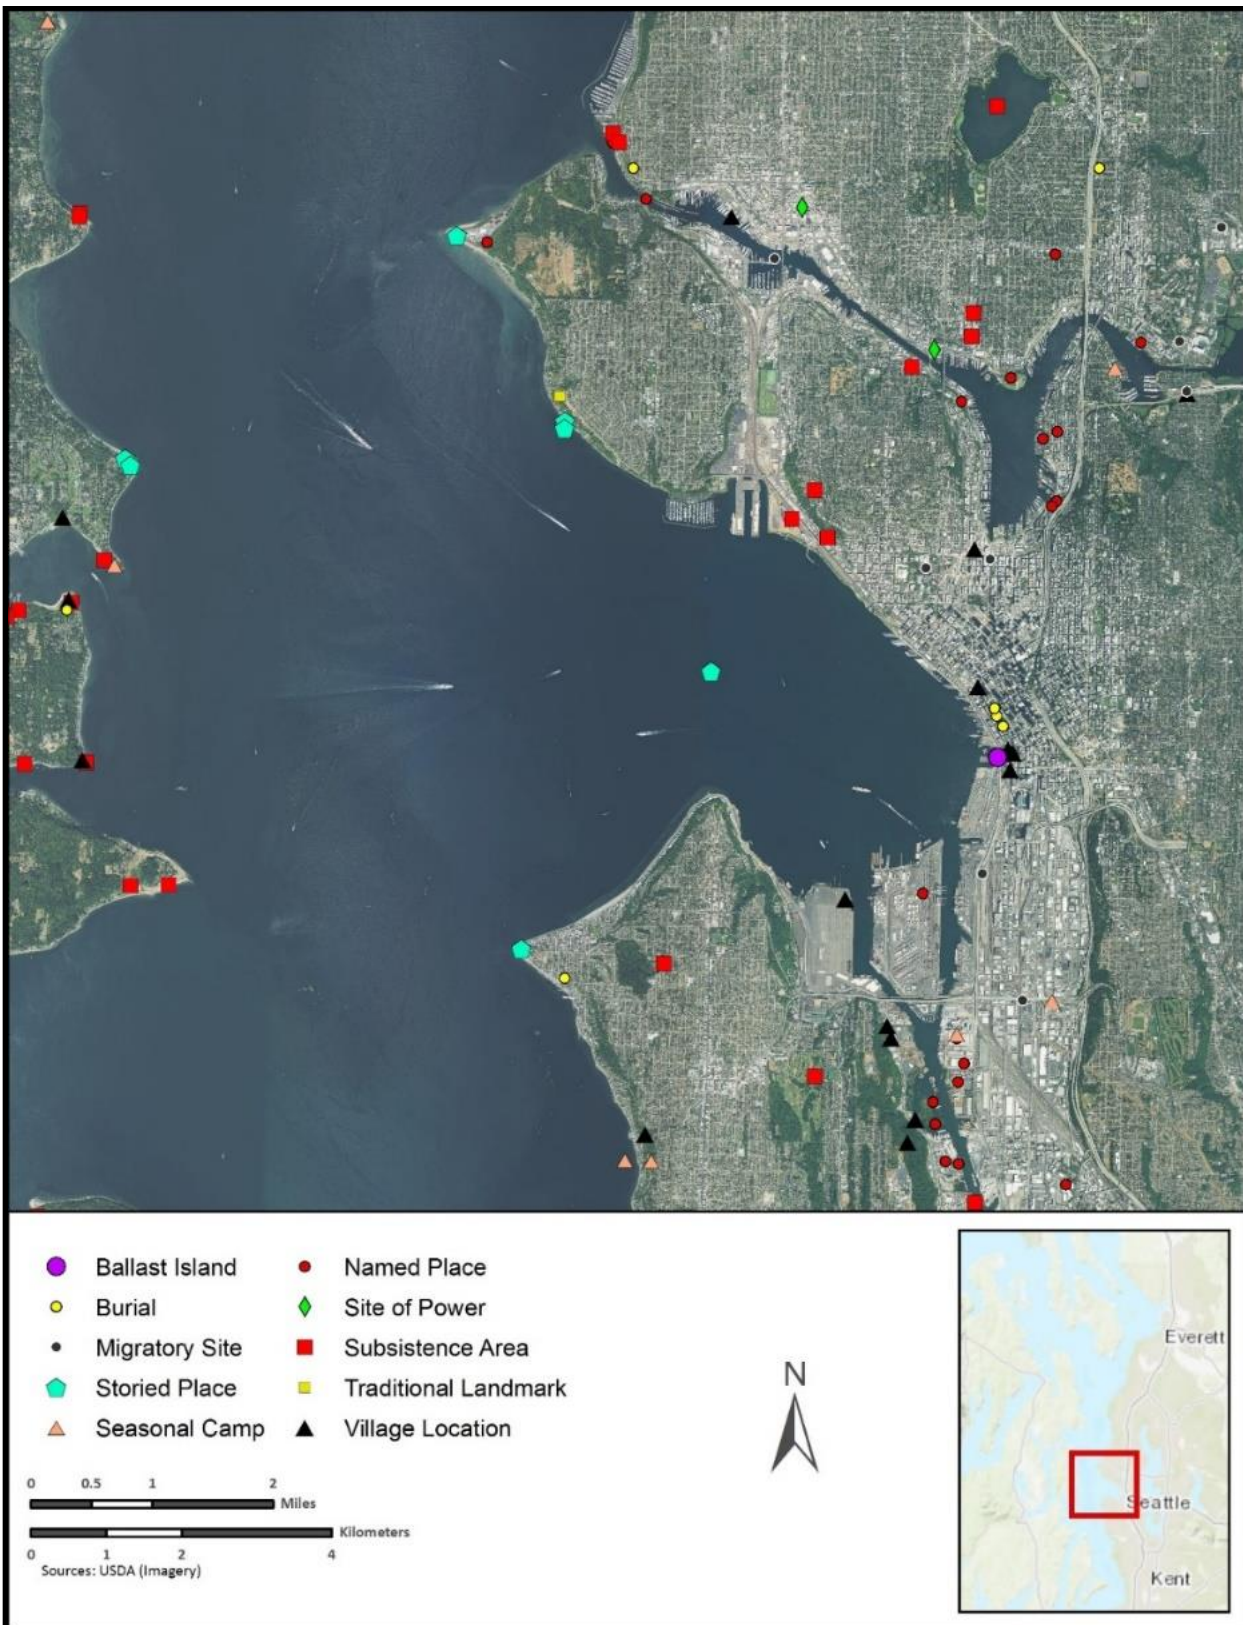 Ballast Island
Named Place
Burial
Site of Power
Migratory Site
Subsistence Area
Storied Place
Traditional Landmark
Seasonal Camp
Village Location
N
0 0.5 1 2
Miles
Kilometers
0 1 2 4
Sources: USDA (Imagery)
Everett
Seattle
Kent